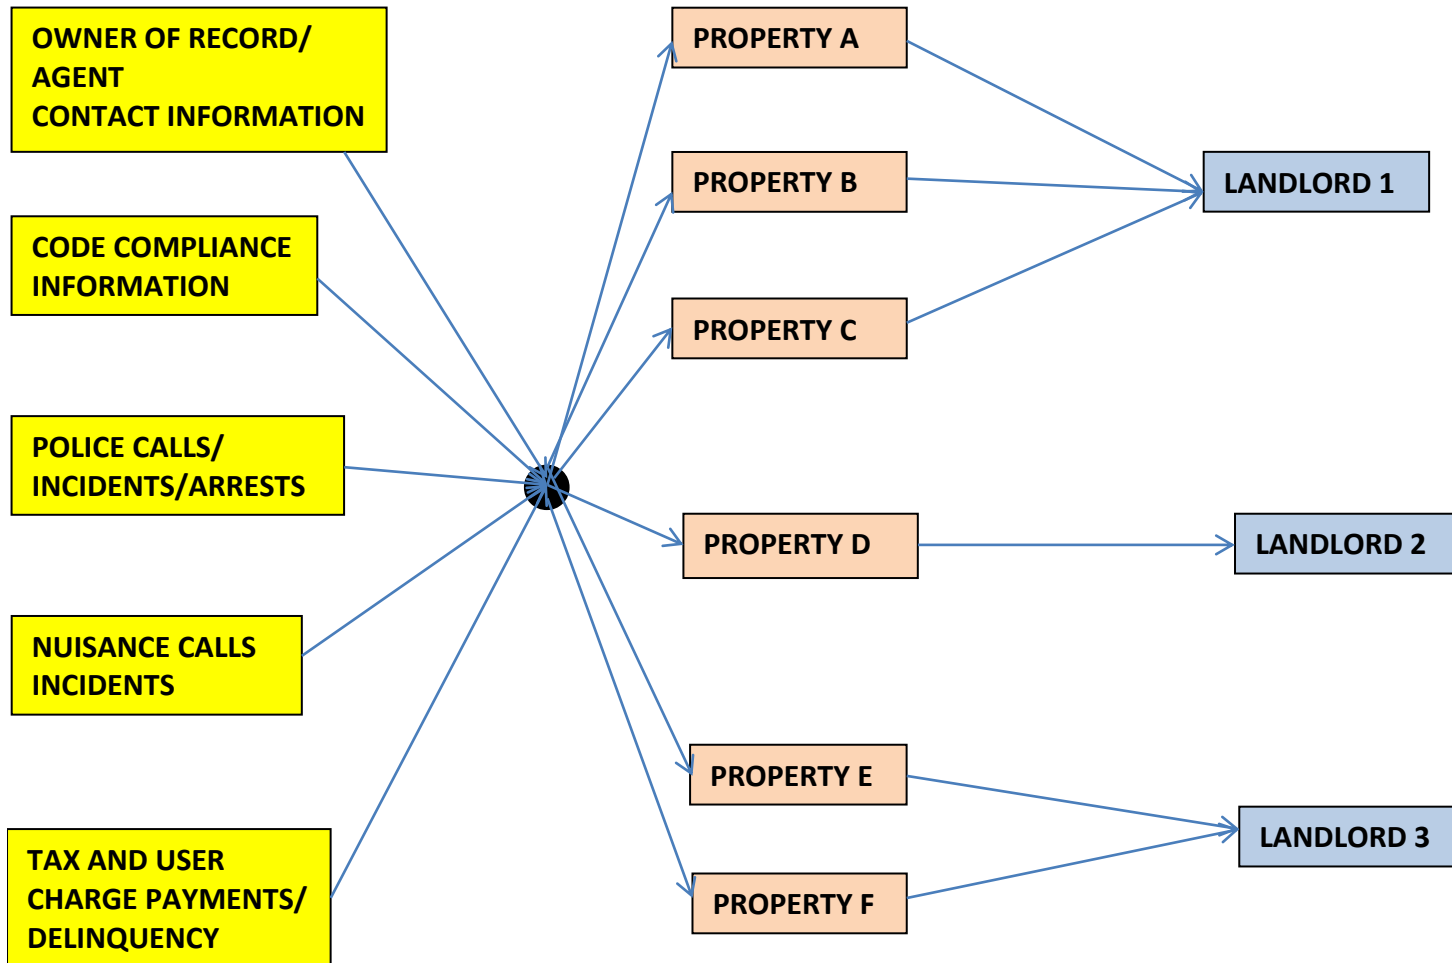 OWNER OF RECORD/
AGENT
CONTACT INFORMATION
CODE COMPLIANCE
INFORMATION
POLICE CALLS/
INCIDENTS/ARRESTS
NUISANCE CALLS
INCIDENTS
TAX AND USER
CHARGE PAYMENTS/
DELINQUENCY
PROPERTY A
PROPERTY B
PROPERTY C
PROPERTY D
PROPERTY E
PROPERTY F
LANDLORD 1
LANDLORD 2
LANDLORD 3